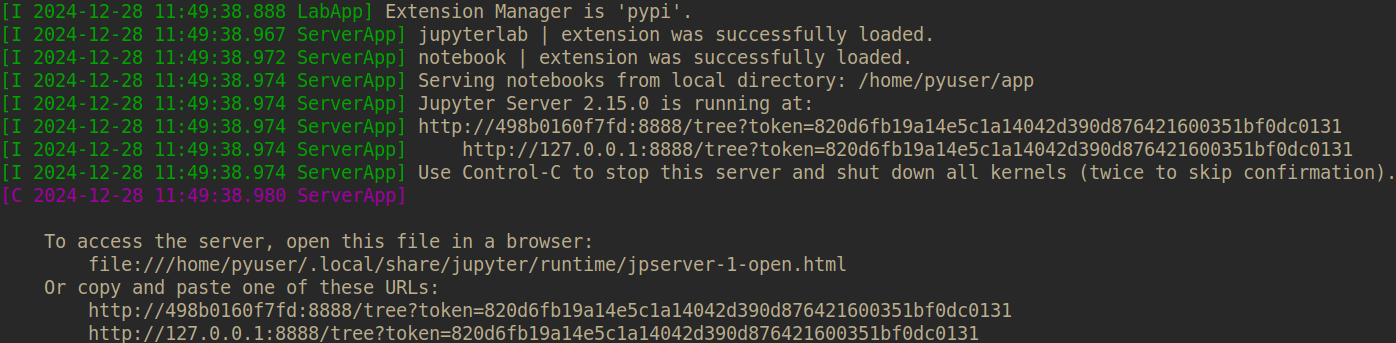 [I 2024-12-28 11:49:38.888 LabApp] Extension Manager is 'pypi'.
[I 2024-12-28 11:49:38.967 ServerApp] jupyterlab | extension was successfully loaded.
[I 2024-12-28 11:49:38.972 ServerApp] notebook | extension was successfully loaded.
[I 2024-12-28 11:49:38.974 ServerApp] Serving notebooks from local directory: /home/pyuser/app
[I 2024-12-28 11:49:38.974 ServerApp] Jupyter Server 2.15.0 is running at:
[I 2024-12-28 11:49:38.974 ServerApp] http://498b0160f7fd:8888/tree?token=820d6fb19a14e5c1a14042d390d876421600351bf0dc0131
[I 2024-12-28 11:49:38.974 ServerApp]     http://127.0.0.1:8888/tree?token=820d6fb19a14e5c1a14042d390d876421600351bf0dc0131
[I 2024-12-28 11:49:38.974 ServerApp] Use Control-C to stop this server and shut down all kernels (twice to skip confirmation).
[C 2024-12-28 11:49:38.980 ServerApp]
    To access the server, open this file in a browser:
        file:///home/pyuser/.local/share/jupyter/runtime/jpserver-1-open.html
    Or copy and paste one of these URLs:
        http://498b0160f7fd:8888/tree?token=820d6fb19a14e5c1a14042d390d876421600351bf0dc0131
        http://127.0.0.1:8888/tree?token=820d6fb19a14e5c1a14042d390d876421600351bf0dc0131